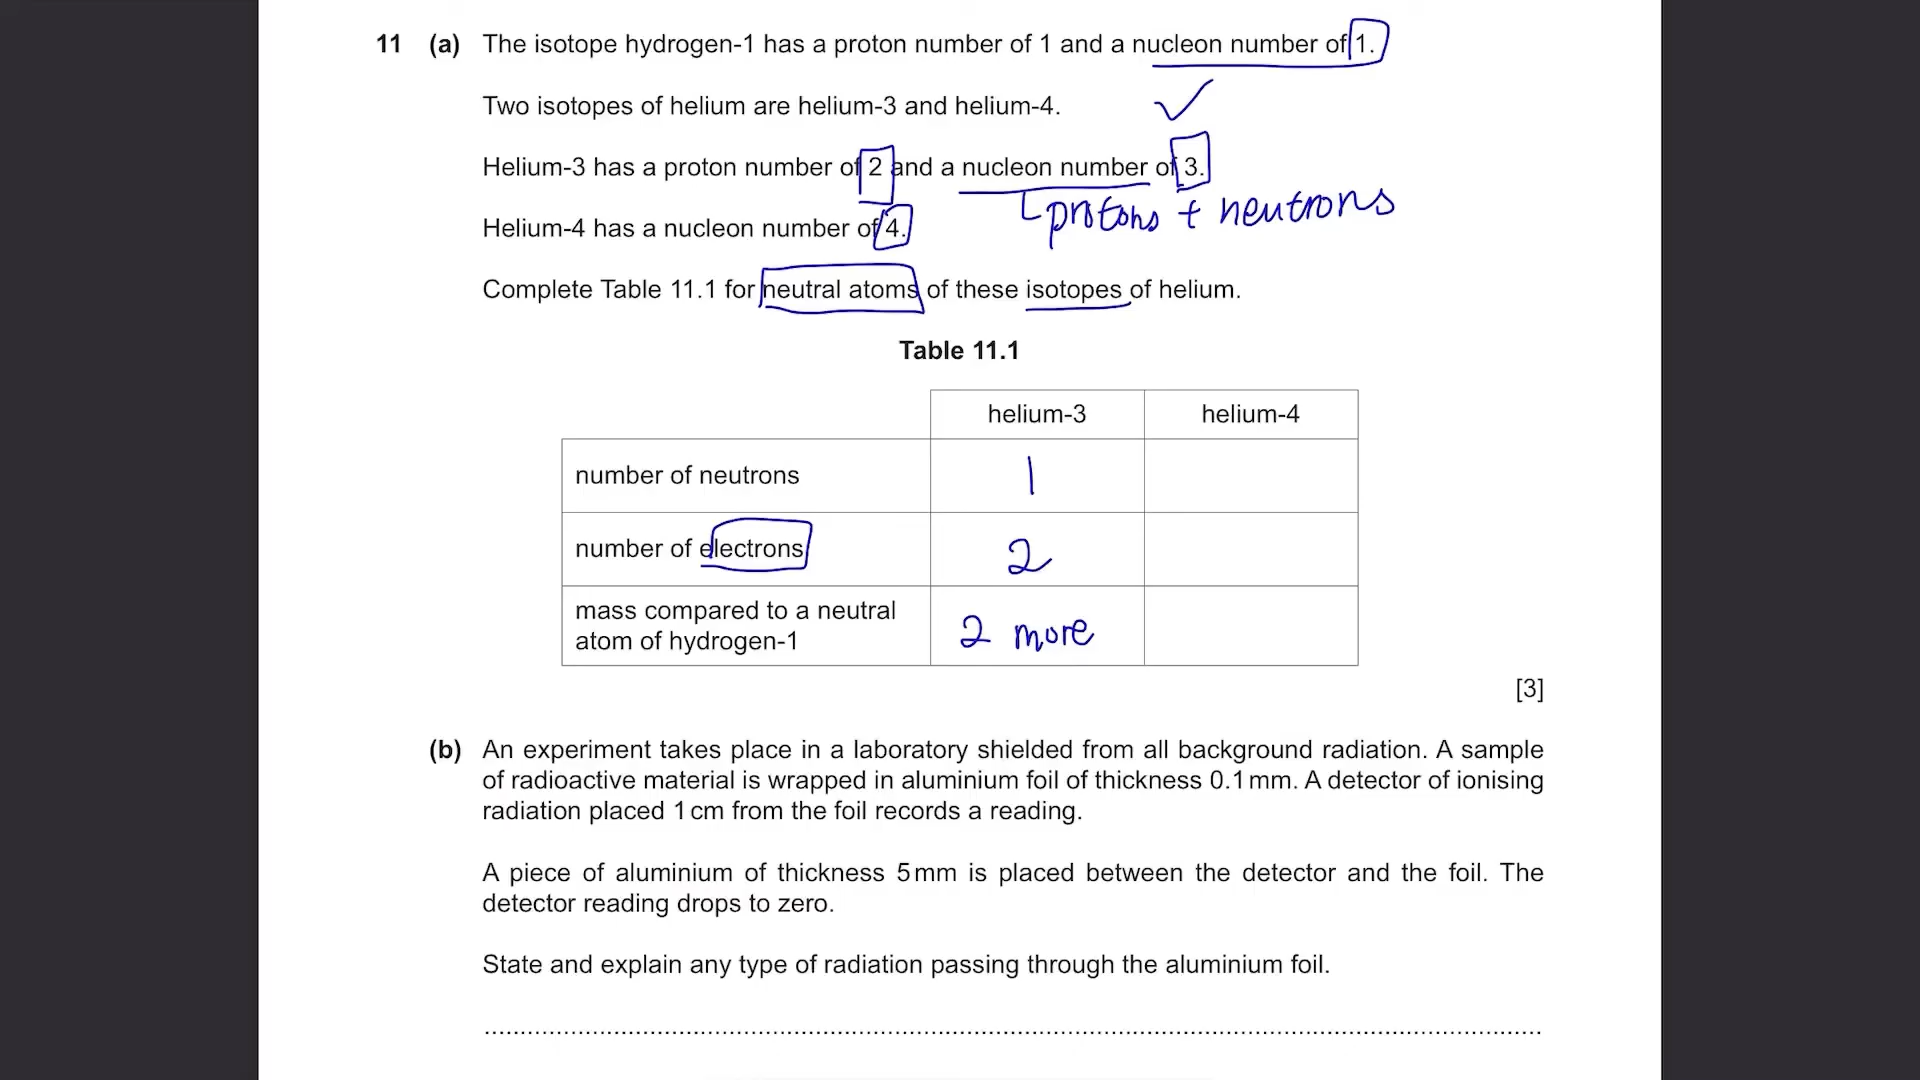 11 (a) The isotope hydrogen-1 has a proton number of 1 and a nucleon number of 1.
Two isotopes of helium are helium-3 and helium-4.
Helium-3 has a proton number of 2 and a nucleon number of 3.
protons + neutrons
Helium-4 has a nucleon number of 4.
Complete Table 11.1 for neutral atoms of these isotopes of helium.
Table 11.1
helium-3 helium-4
number of neutrons 1
number of electrons 2
mass compared to a neutral
atom of hydrogen-1 2 more
[3]
(b) An experiment takes place in a laboratory shielded from all background radiation. A sample
of radioactive material is wrapped in aluminium foil of thickness 0.1 mm. A detector of ionising
radiation placed 1 cm from the foil records a reading.
A piece of aluminium of thickness 5 mm is placed between the detector and the foil. The
detector reading drops to zero.
State and explain any type of radiation passing through the aluminium foil.